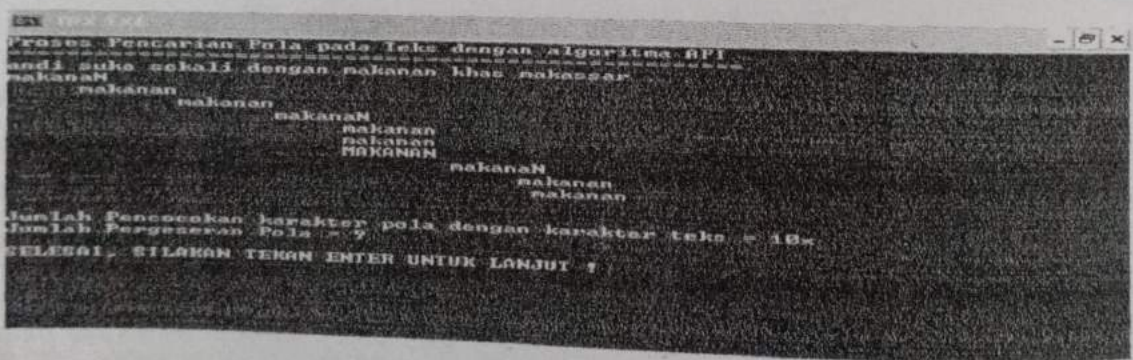 Proses Pencarian Pola pada Teks dengan algoritma API
andi suka sekali dengan makanan khas makassar
makanaN
makanan
makanan
makanaN
makanan
makanan
MAKANAN
makanaN
makanan
makanan
Jumlah Pencocokan karakter pola dengan karakter teks = 10x
Jumlah Pergeseran Pola = 7
SELESAI, SILAKAN TEKAN ENTER UNTUK LANJUT !